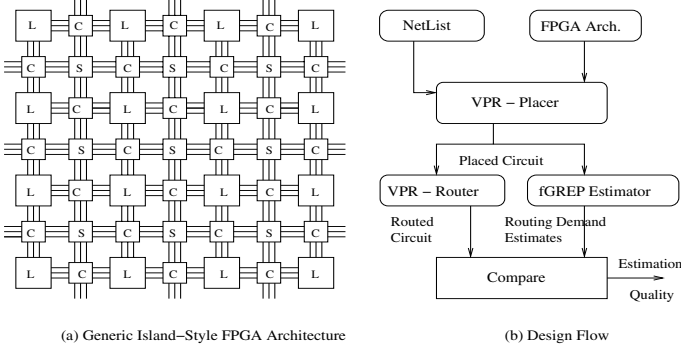 L C L C L C L
C S C S C S C
L C L C L C L
C S C S C S C
L C L C L C L
C S C S C S C
L C L C L C L
(a) Generic Island−Style FPGA Architecture
NetList
FPGA Arch.
VPR − Placer
Placed Circuit
VPR − Router
fGREP Estimator
Routed
Circuit
Routing Demand
Estimates
Compare
Estimation
Quality
(b) Design Flow